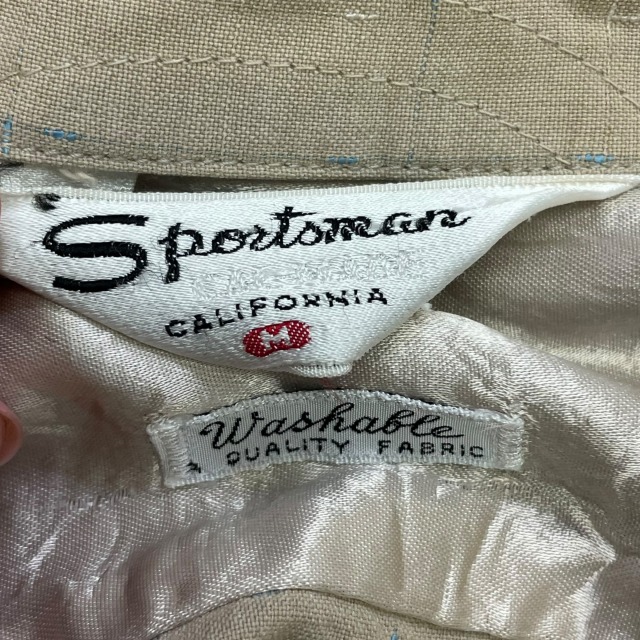 Sportsman
CALIFORNIA
M
Washable
QUALITY FABRIC